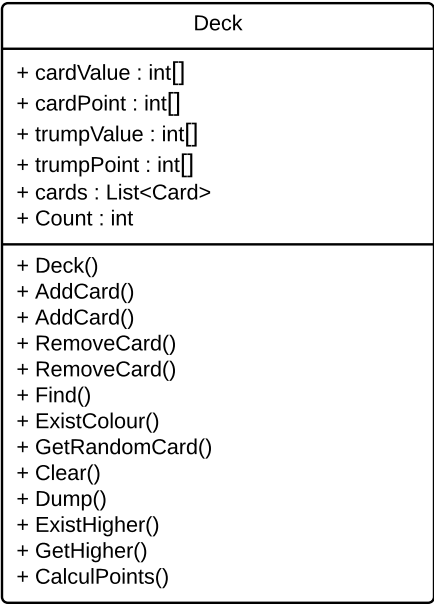 Deck
+ cardValue : int[]
+ cardPoint : int[]
+ trumpValue : int[]
+ trumpPoint : int[]
+ cards : List<Card>
+ Count : int
+ Deck()
+ AddCard()
+ AddCard()
+ RemoveCard()
+ RemoveCard()
+ Find()
+ ExistColour()
+ GetRandomCard()
+ Clear()
+ Dump()
+ ExistHigher()
+ GetHigher()
+ CalculPoints()